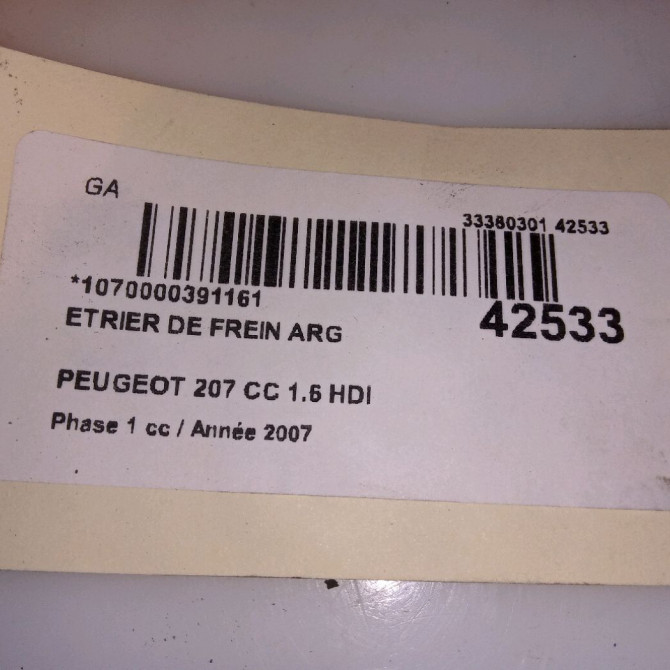 GA
33380301 42533
*1070000391161
42533
ETRIER DE FREIN ARG
PEUGEOT 207 CC 1.6 HDI
Phase 1 cc / Année 2007